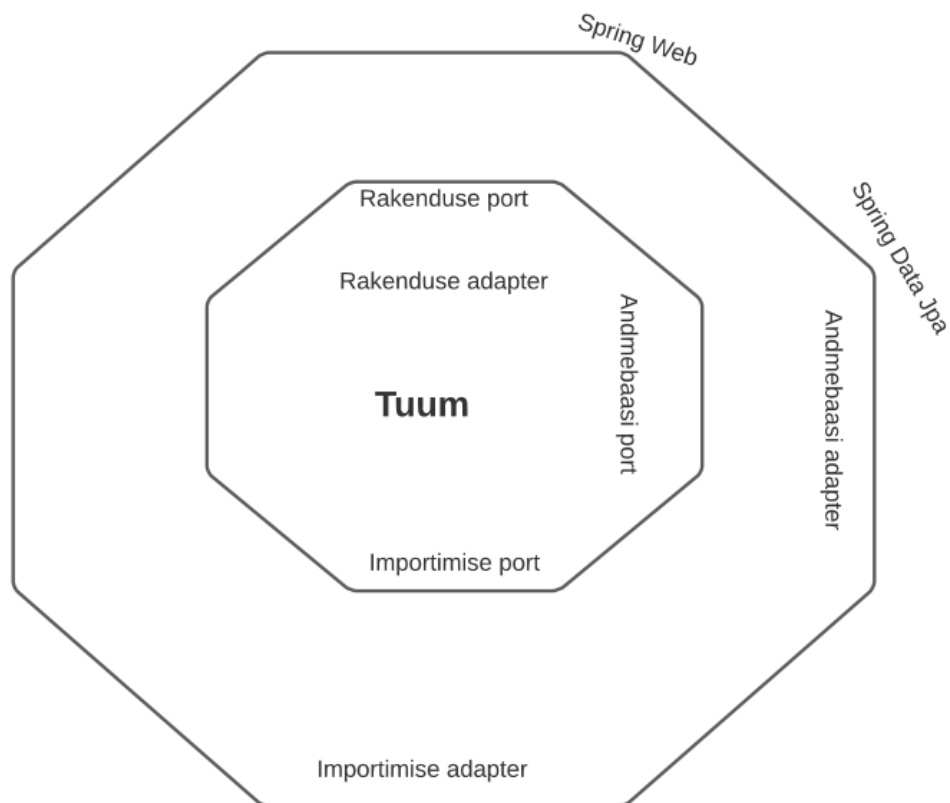 Spring Web
Rakenduse port
Spring Data Jpa
Rakenduse adapter
Andmebaasi port
Andmebaasi adapter
Tuum
Importimise port
Importimise adapter